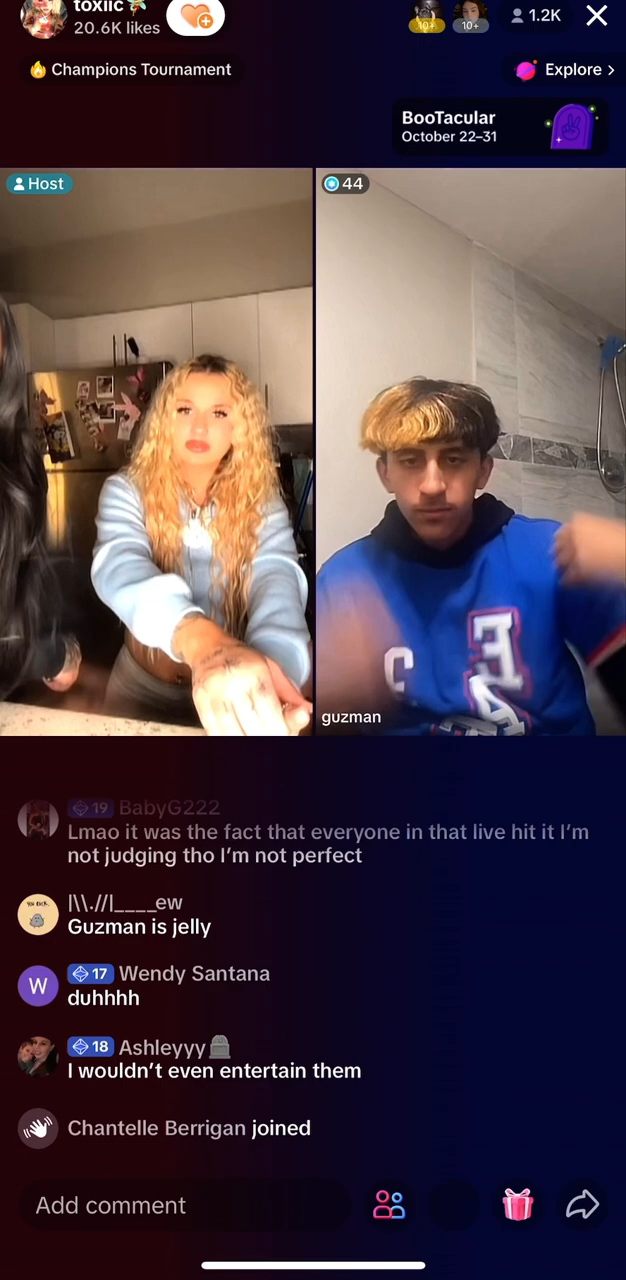 toxiic
20.6K likes
10+
10+
1.2K
Champions Tournament
Explore >
BooTacular
October 22–31
Host
44
guzman
19 BabyG222
Lmao it was the fact that everyone in that live hit it I'm
not judging tho I'm not perfect
|\\.//|____ew
Guzman is jelly
W
17 Wendy Santana
duhhhh
18 Ashleyyy🪦
I wouldn't even entertain them
Chantelle Berrigan joined
Add comment